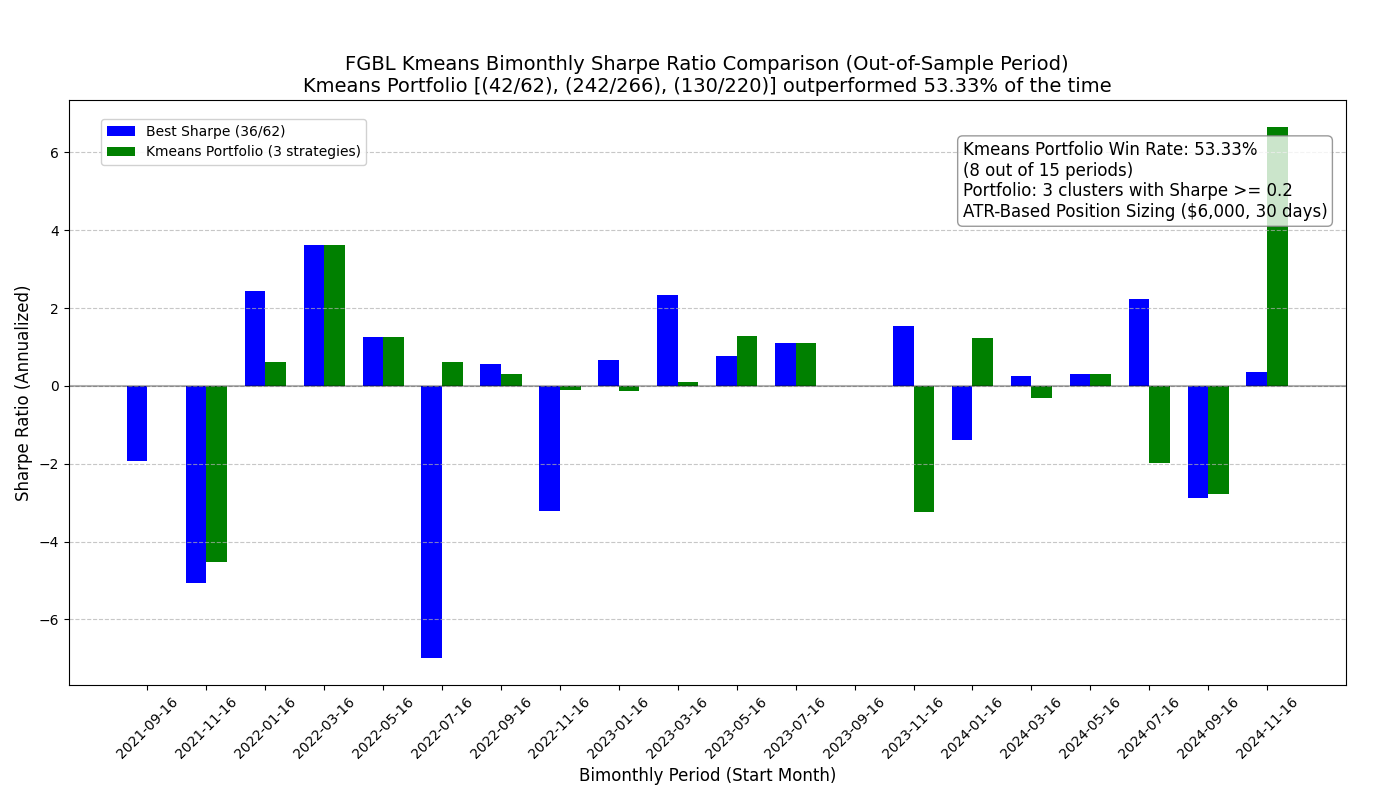 FGBL Kmeans Bimonthly Sharpe Ratio Comparison (Out-of-Sample Period)
Kmeans Portfolio [(42/62), (242/266), (130/220)] outperformed 53.33% of the time
Best Sharpe (36/62)
Kmeans Portfolio (3 strategies)
Kmeans Portfolio Win Rate: 53.33%
(8 out of 15 periods)
Portfolio: 3 clusters with Sharpe >= 0.2
ATR-Based Position Sizing ($6,000, 30 days)
Sharpe Ratio (Annualized)
6
4
2
0
−2
−4
−6
2021-09-16
2021-11-16
2022-01-16
2022-03-16
2022-05-16
2022-07-16
2022-09-16
2022-11-16
2023-01-16
2023-03-16
2023-05-16
2023-07-16
2023-09-16
2023-11-16
2024-01-16
2024-03-16
2024-05-16
2024-07-16
2024-09-16
2024-11-16
Bimonthly Period (Start Month)